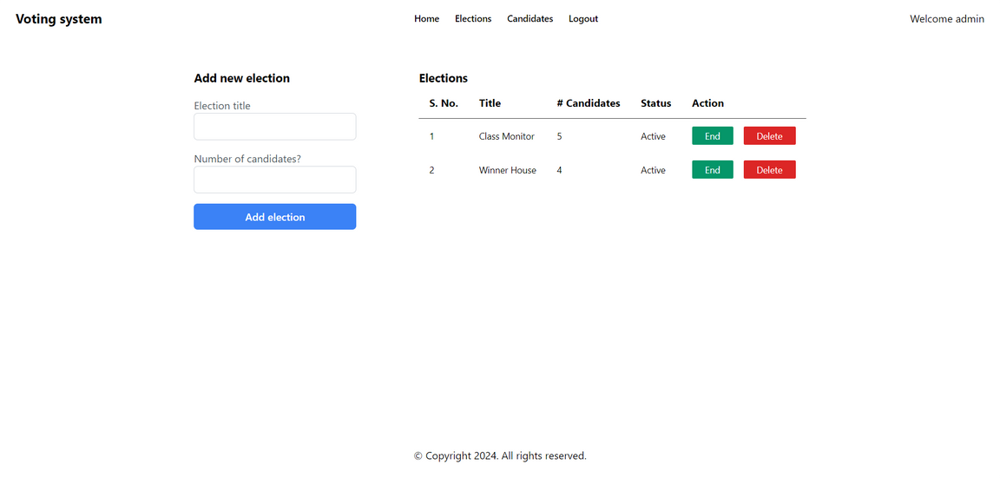 Voting system
Home Elections Candidates Logout
Welcome admin
Add new election
Election title
Number of candidates?
Add election
Elections
S. No. Title # Candidates Status Action
1 Class Monitor 5 Active End Delete
2 Winner House 4 Active End Delete
© Copyright 2024. All rights reserved.